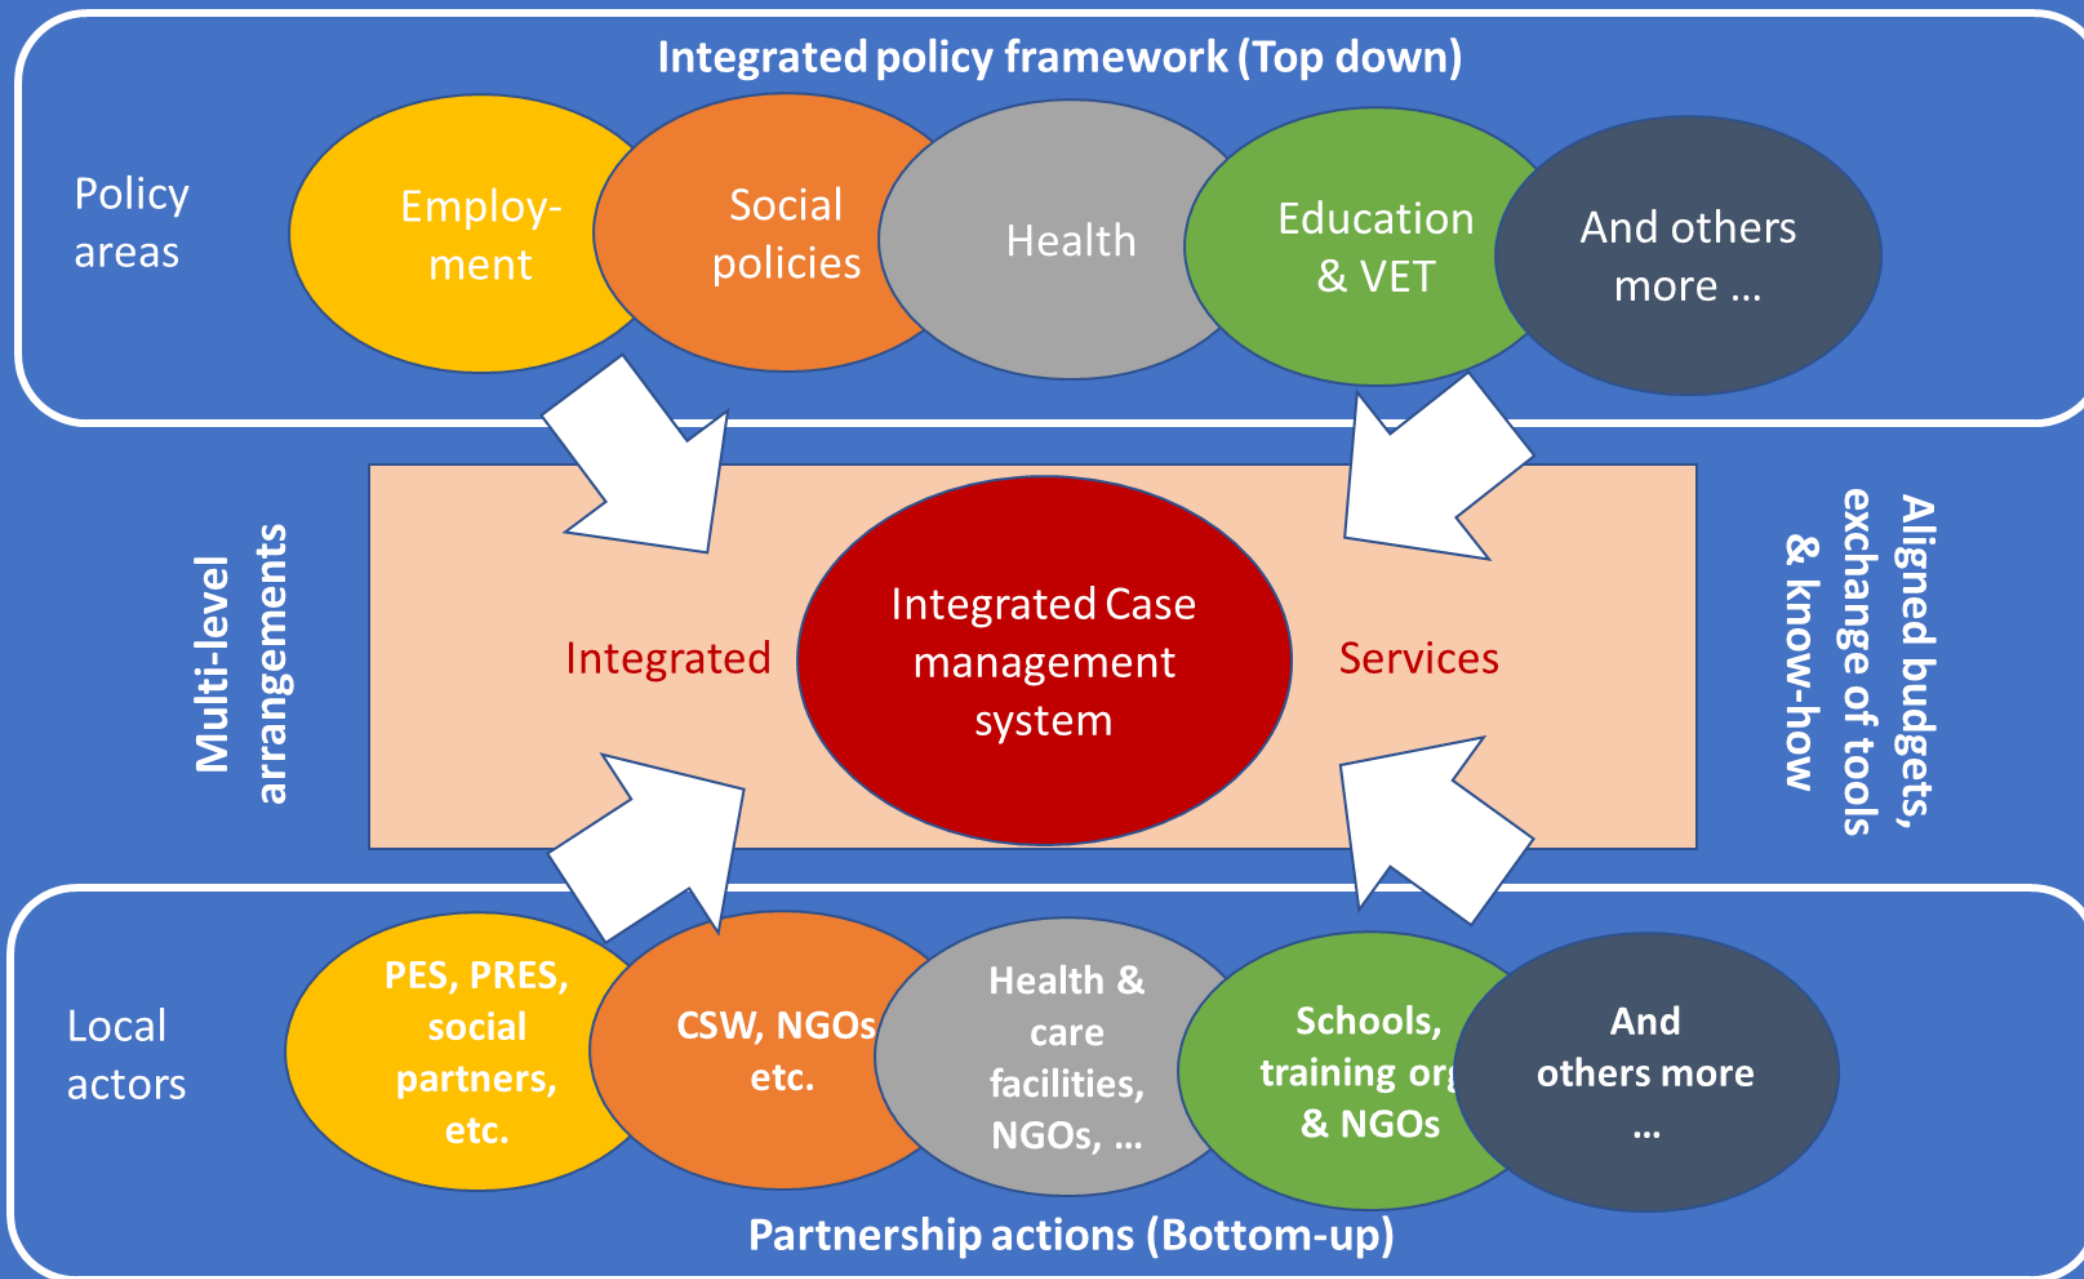 Integrated policy framework (Top down)
Policy
areas
Employ-
ment
Social
policies
Health
Education
& VET
And others
more ...
Multi-level
arrangements
Integrated
Integrated Case
management
system
Services
Aligned budgets,
exchange of tools
& know-how
Local
actors
PES, PRES,
social
partners,
etc.
CSW, NGOs
etc.
Health &
care
facilities,
NGOs, ...
Schools,
training
& NGOs
And
others more
...
Partnership actions (Bottom-up)